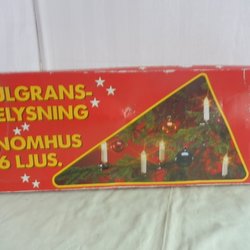 ULGRANS-
ELYSNING
NOMHUS
6 LJUS.